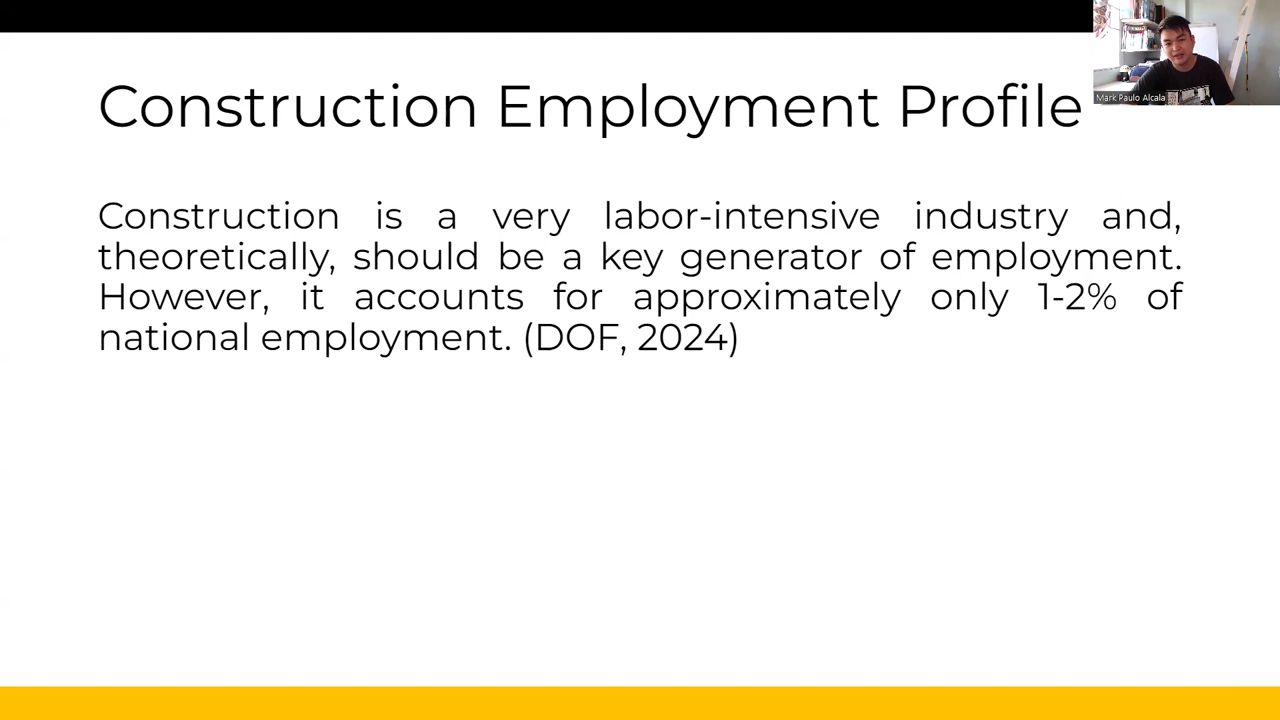 Construction Employment Profile
Mark Paulo Alcala
Construction is a very labor-intensive industry and,
theoretically, should be a key generator of employment.
However, it accounts for approximately only 1-2% of
national employment. (DOF, 2024)